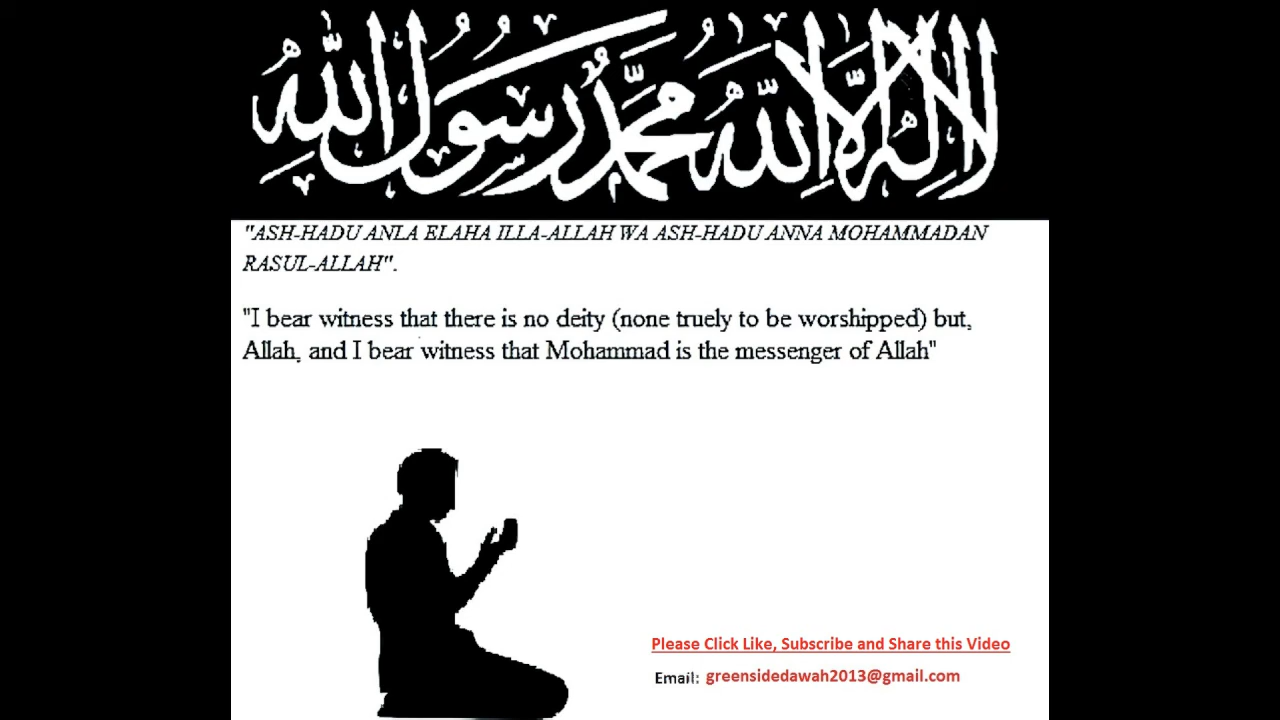 لا إله إلا الله محمد رسول الله
"ASH-HADU ANLA ELAHA ILLA-ALLAH WA ASH-HADU ANNA MOHAMMADAN
RASUL-ALLAH".
"I bear witness that there is no deity (none truely to be worshipped) but,
Allah, and I bear witness that Mohammad is the messenger of Allah"
Please Click Like, Subscribe and Share this Video
Email: greensidedawah2013@gmail.com